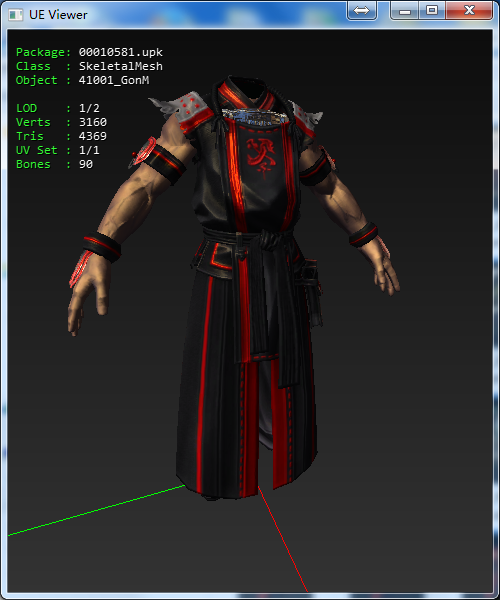 UE Viewer
Package: 00010581.upk
Class : SkeletalMesh
Object : 41001_GonM
LOD : 1/2
Verts : 3160
Tris : 4369
UV Set : 1/1
Bones : 90